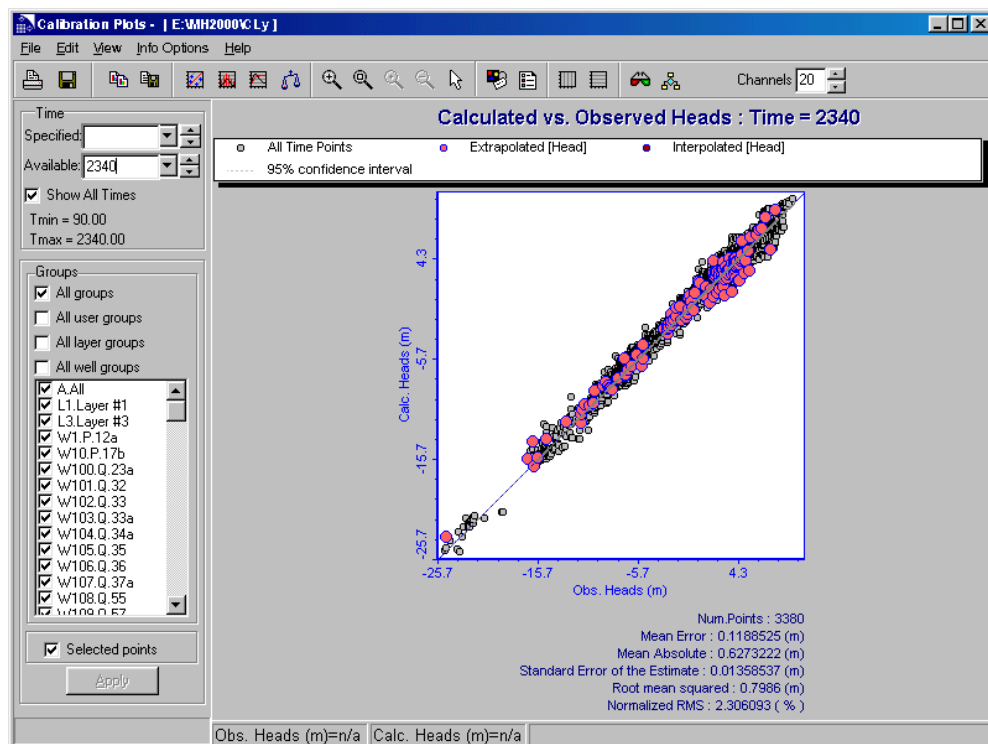 Calibration Plots - [ E:\MH2000\CLy ]
File Edit View Info Options Help
Channels 20
Time
Specified:
Available: 2340
Show All Times
Tmin = 90.00
Tmax = 2340.00
Groups
All groups
All user groups
All layer groups
All well groups
A.All
L1.Layer #1
L3.Layer #3
W1.P.12a
W10.P.17b
W100.Q.23a
W101.Q.32
W102.Q.33
W103.Q.33a
W104.Q.34a
W105.Q.35
W106.Q.36
W107.Q.37a
W108.Q.55
W109.Q.57
Selected points
Apply
Calculated vs. Observed Heads : Time = 2340
All Time Points Extrapolated [Head] Interpolated [Head]
95% confidence interval
4.3
-5.7
-15.7
-25.7
Calc. Heads (m)
-25.7 -15.7 -5.7 4.3
Obs. Heads (m)
Num.Points : 3380
Mean Error : 0.1188525 (m)
Mean Absolute : 0.6273222 (m)
Standard Error of the Estimate : 0.01358537 (m)
Root mean squared : 0.7986 (m)
Normalized RMS : 2.306093 ( % )
Obs. Heads (m)=n/a Calc. Heads (m)=n/a